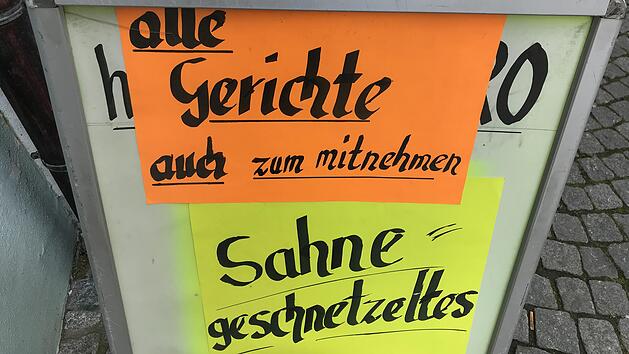 alle
Gerichte
auch zum mitnehmen
Sahne=
geschnetzeltes